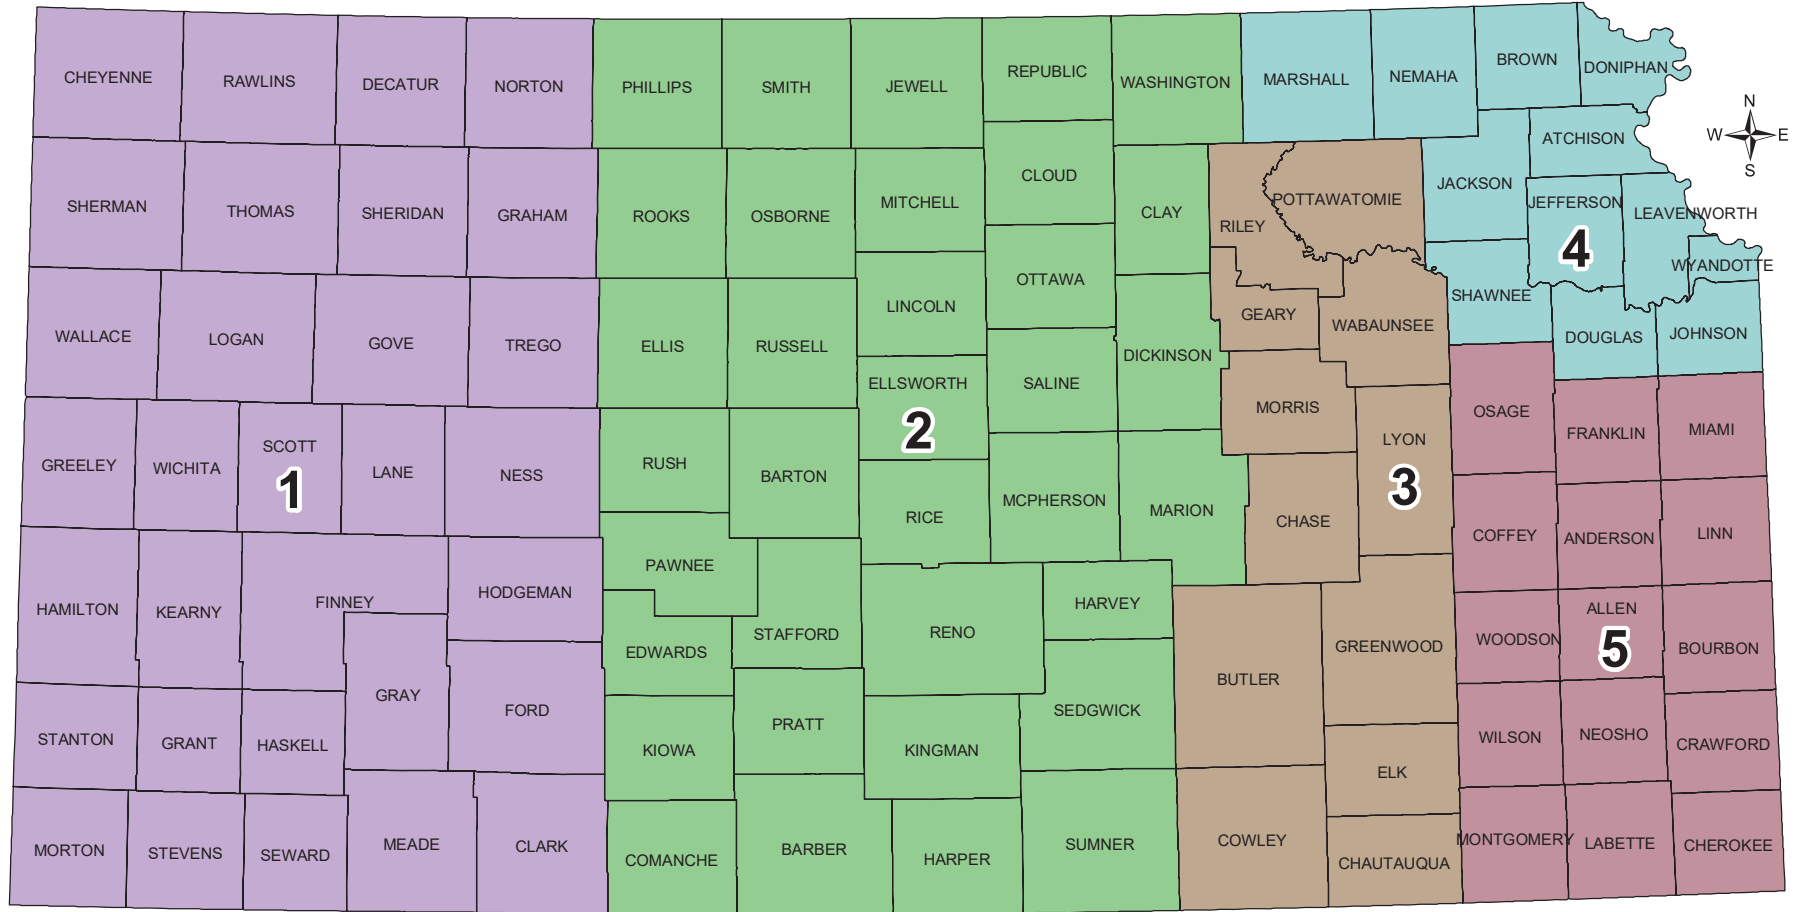 CHEYENNE
RAWLINS
DECATUR
NORTON
PHILLIPS
SMITH
JEWELL
REPUBLIC
WASHINGTON
MARSHALL
NEMAHA
BROWN
DONIPHAN
N
W
E
S
SHERMAN
THOMAS
SHERIDAN
GRAHAM
ROOKS
OSBORNE
MITCHELL
CLOUD
CLAY
RILEY
POTTAWATOMIE
JACKSON
ATCHISON
JEFFERSON
4
LEAVENWORTH
WYANDOTTE
WALLACE
LOGAN
GOVE
TREGO
ELLIS
RUSSELL
LINCOLN
OTTAWA
DICKINSON
GEARY
WABAUNSEE
SHAWNEE
DOUGLAS
JOHNSON
GREELEY
WICHITA
SCOTT
1
LANE
NESS
RUSH
BARTON
ELLSWORTH
2
SALINE
RICE
MCPHERSON
MARION
MORRIS
CHASE
LYON
3
OSAGE
FRANKLIN
MIAMI
COFFEY
ANDERSON
LINN
HAMILTON
KEARNY
FINNEY
HODGEMAN
PAWNEE
EDWARDS
STAFFORD
RENO
HARVEY
SEDGWICK
BUTLER
GREENWOOD
WOODSON
ALLEN
5
BOURBON
STANTON
GRANT
HASKELL
GRAY
FORD
KIOWA
PRATT
KINGMAN
ELK
WILSON
NEOSHO
CRAWFORD
MORTON
STEVENS
SEWARD
MEADE
CLARK
COMANCHE
BARBER
HARPER
SUMNER
COWLEY
CHAUTAUQUA
MONTGOMERY
LABETTE
CHEROKEE